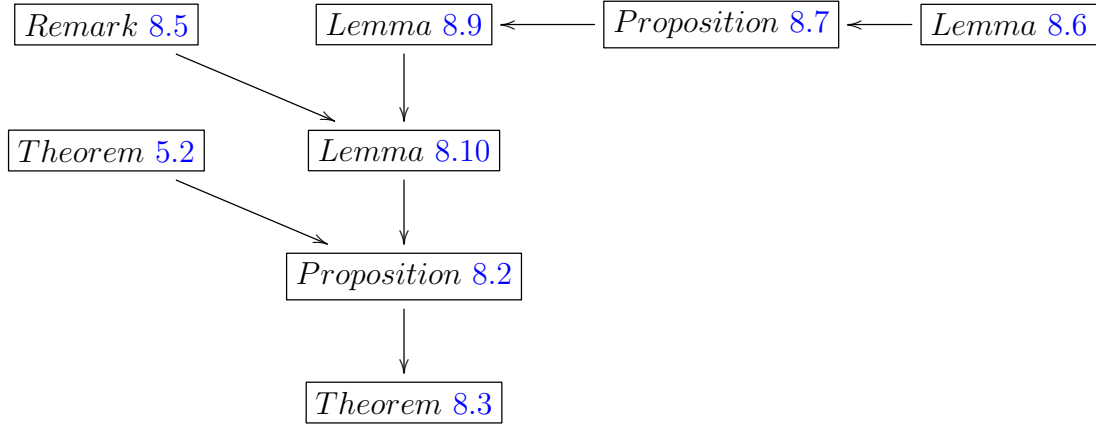 Remark 8.5 Lemma 8.9 Proposition 8.7 Lemma 8.6
Theorem 5.2 Lemma 8.10
Proposition 8.2
Theorem 8.3